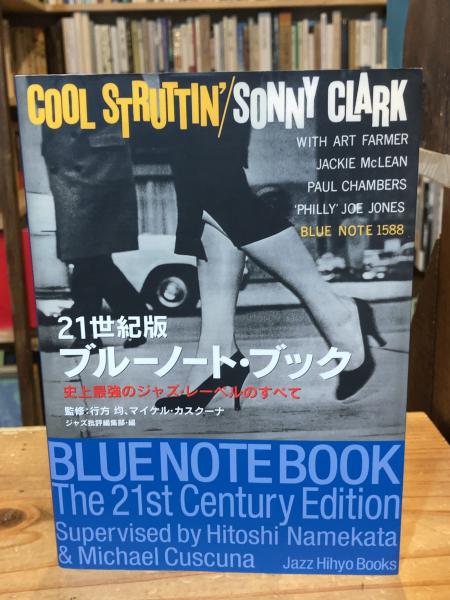 COOL STRUTTIN'/SONNY CLARK
WITH ART FARMER
JACKIE McLEAN
PAUL CHAMBERS
'PHILLY' JOE JONES
BLUE NOTE 1588
21世紀版
ブルーノート・ブック
史上最強のジャズ・レーベルのすべて
監修:行方 均、マイケル・カスクーナ
ジャズ批評編集部・編
BLUE NOTE BOOK
The 21st Century Edition
Supervised by Hitoshi Namekata
& Michael Cuscuna
Jazz Hihyo Books